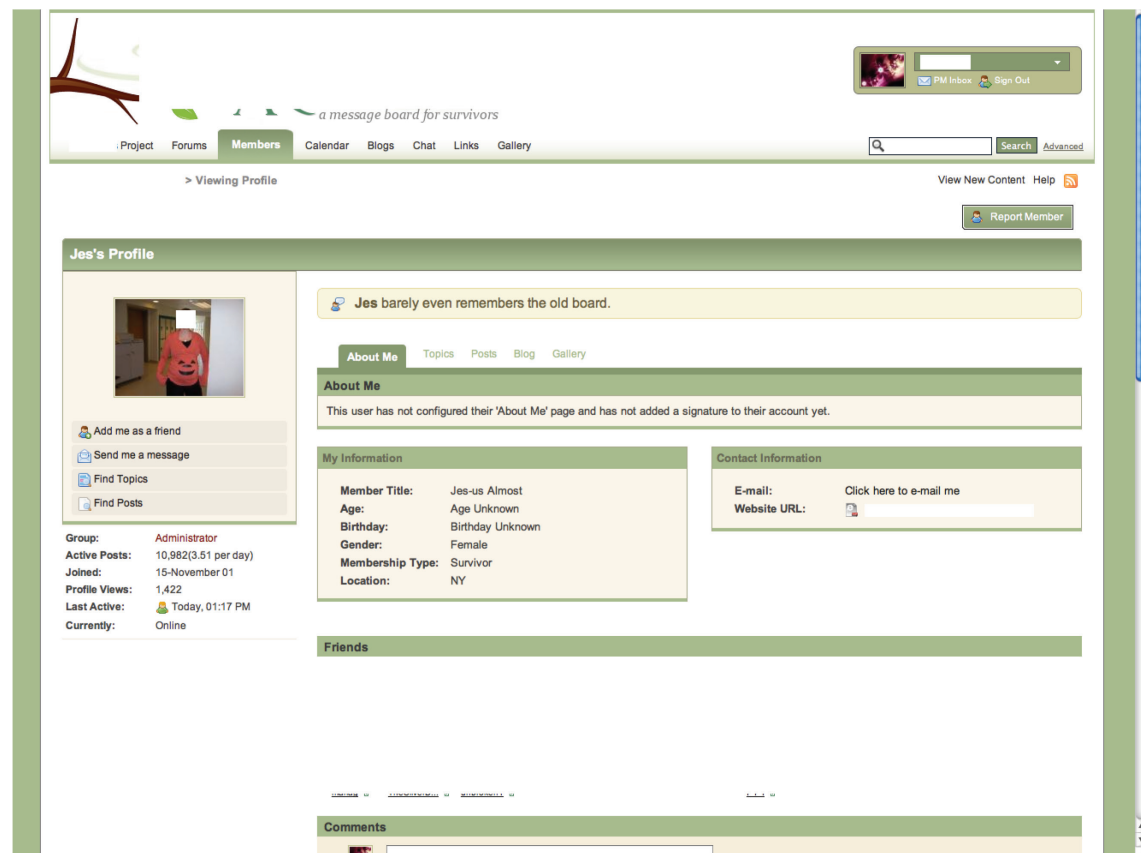 PM Inbox Sign Out
a message board for survivors
Project Forums Members Calendar Blogs Chat Links Gallery
Search Advanced
> Viewing Profile
View New Content Help
Report Member
Jes's Profile
Jes barely even remembers the old board.
About Me Topics Posts Blog Gallery
About Me
This user has not configured their 'About Me' page and has not added a signature to their account yet.
Add me as a friend
Send me a message
Find Topics
Find Posts
Group: Administrator
Active Posts: 10,982(3.51 per day)
Joined: 15-November 01
Profile Views: 1,422
Last Active: Today, 01:17 PM
Currently: Online
My Information
Member Title: Jes-us Almost
Age: Age Unknown
Birthday: Birthday Unknown
Gender: Female
Membership Type: Survivor
Location: NY
Contact Information
E-mail: Click here to e-mail me
Website URL:
Friends
Comments